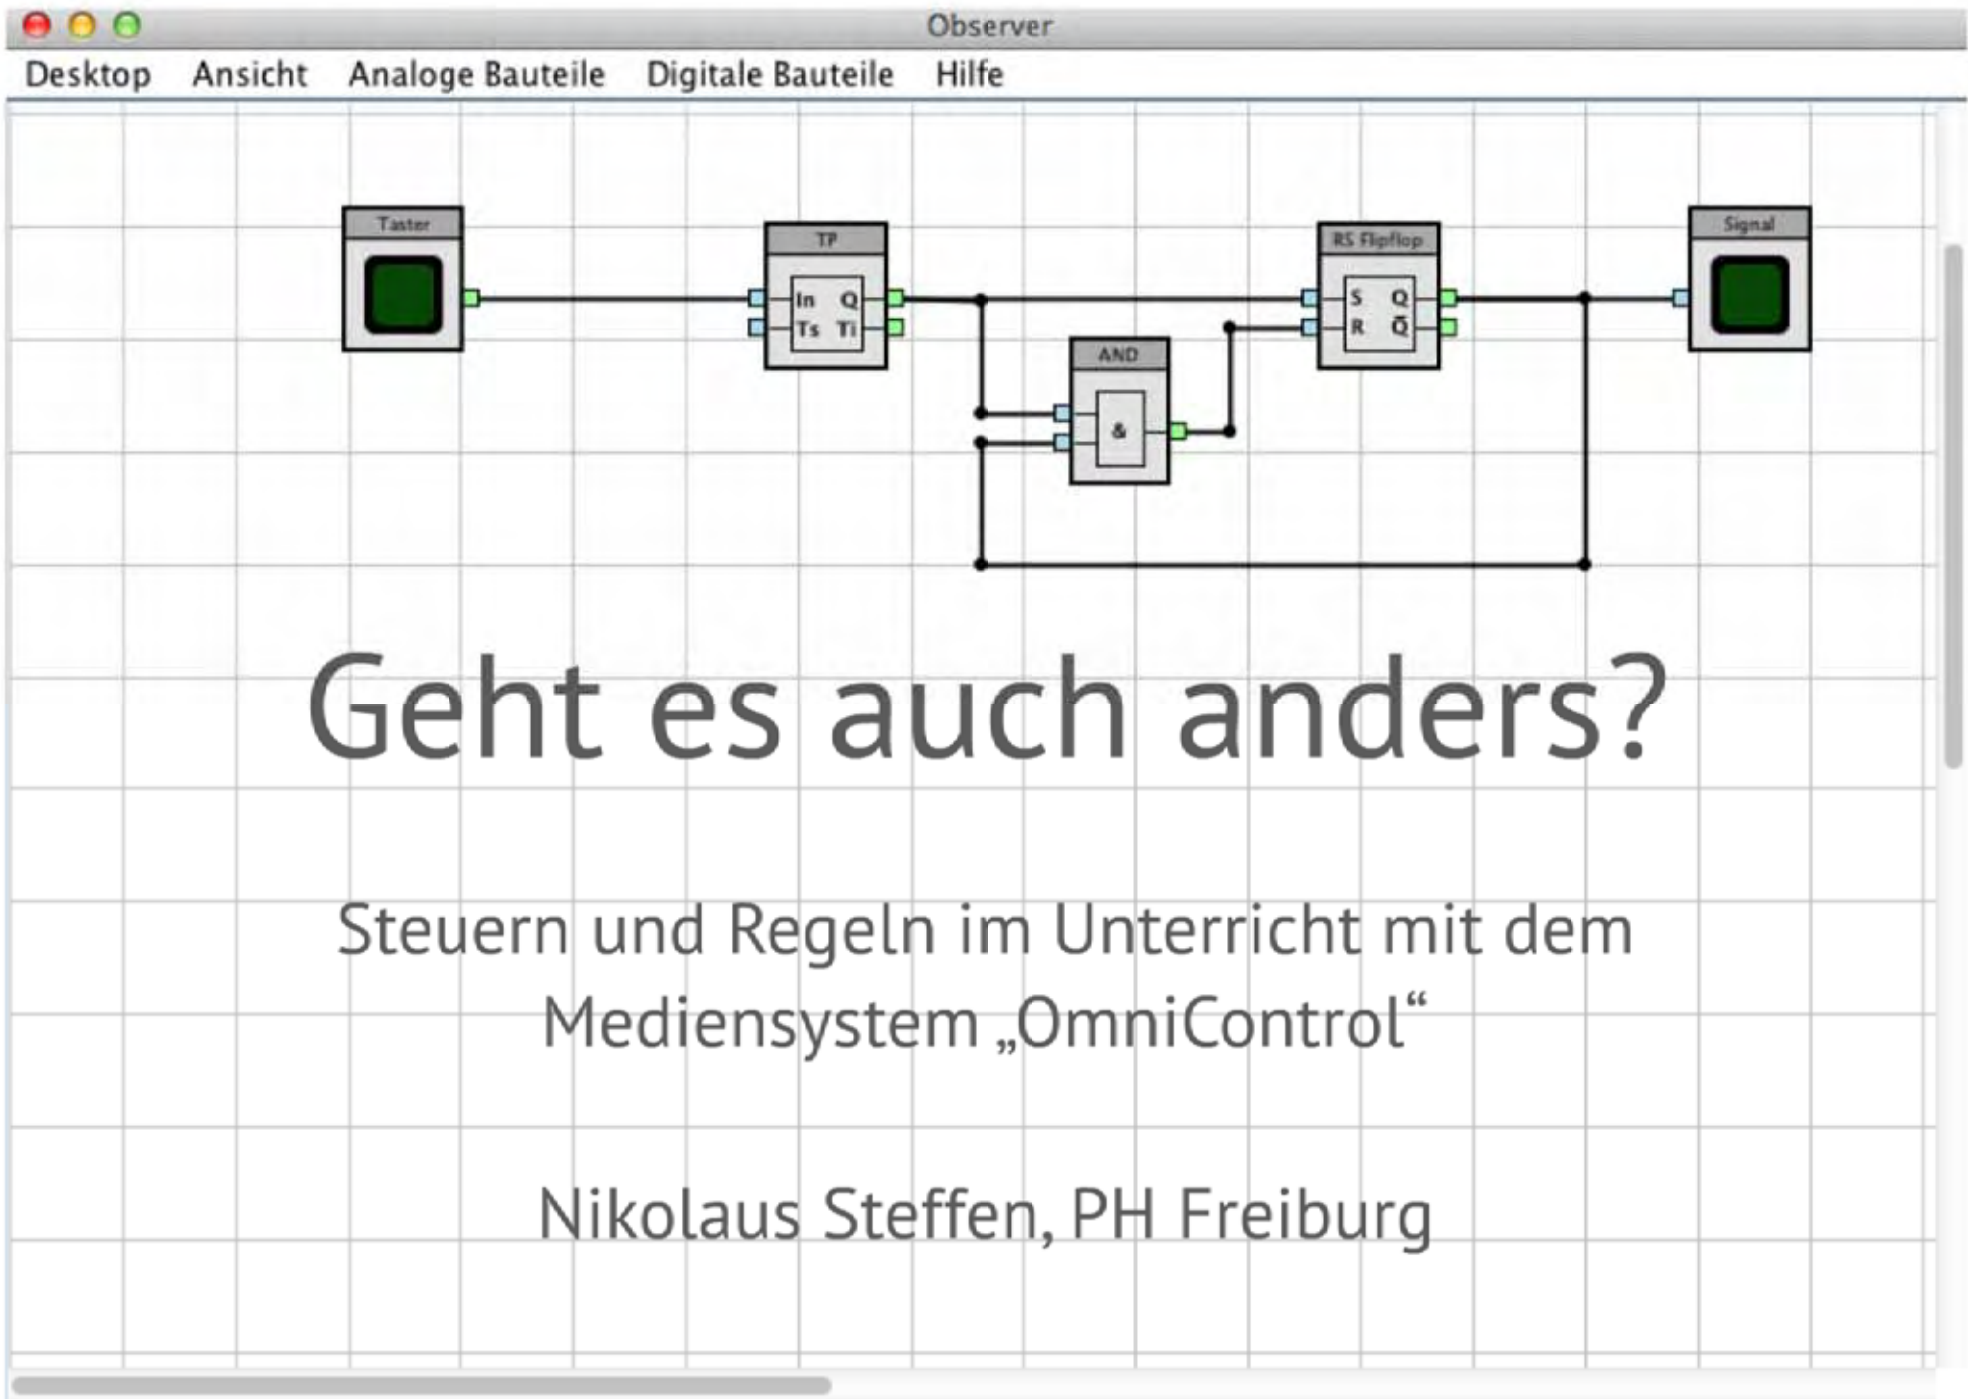 Observer
Desktop Ansicht Analoge Bauteile Digitale Bauteile Hilfe
Taster
TP
In Q
Ts Ti
AND
&
RS Flipflop
S Q
R Q̄
Signal
Geht es auch anders?
Steuern und Regeln im Unterricht mit dem
Mediensystem „OmniControl“
Nikolaus Steffen, PH Freiburg